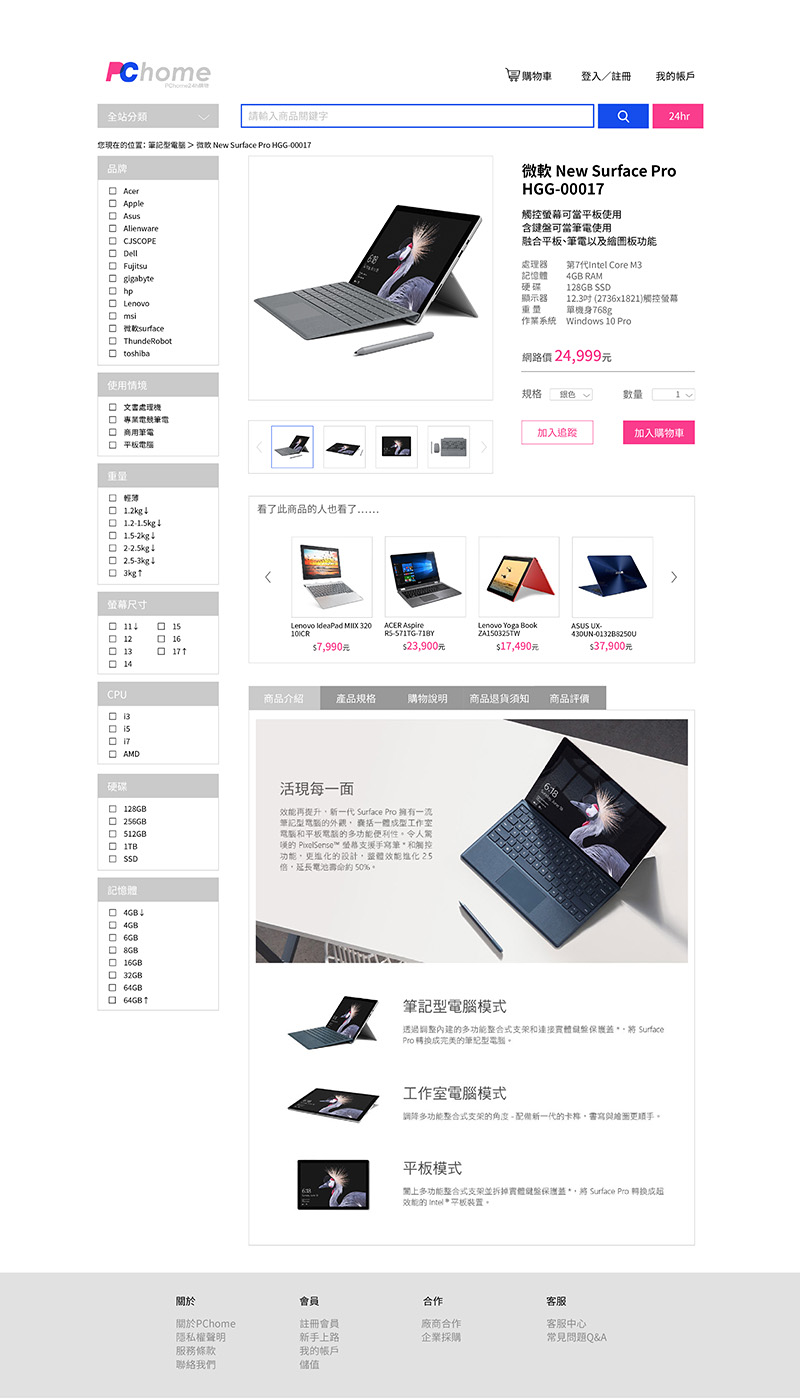 PChome
PChome24h購物
購物車
登入／註冊
我的帳戶
全站分類
請輸入商品關鍵字
24hr
您現在的位置：筆記型電腦 > 微軟 New Surface Pro HGG-00017
品牌
Acer
Apple
Asus
Alienware
CJSCOPE
Dell
Fujitsu
gigabyte
hp
Lenovo
msi
微軟surface
ThundeRobot
toshiba
使用情境
文書處理機
專業電競筆電
商用筆電
平板電腦
重量
輕薄
1.2kg↓
1.2-1.5kg↓
1.5-2kg↓
2-2.5kg↓
2.5-3kg↓
3kg↑
螢幕尺寸
11↓
15
12
16
13
17↑
14
CPU
i3
i5
i7
AMD
硬碟
128GB
256GB
512GB
1TB
SSD
記憶體
4GB↓
4GB
6GB
8GB
16GB
32GB
64GB
64GB↑
微軟 New Surface Pro
HGG-00017
觸控螢幕可當平板使用
含鍵盤可當筆電使用
融合平板、筆電以及繪圖板功能
處理器 第7代Intel Core M3
記憶體 4GB RAM
硬 碟 128GB SSD
顯示器 12.3吋 (2736x1821)觸控螢幕
重 量 單機身768g
作業系統 Windows 10 Pro
網路價 24,999元
規格 銀色
數量 1
加入追蹤
加入購物車
看了此商品的人也看了......
Lenovo IdeaPad MIIX 320
10ICR
$7,990元
ACER Aspire
R5-571TG-71BY
$23,900元
Lenovo Yoga Book
ZA150325TW
$17,490元
ASUS UX-
430UN-0132B8250U
$37,900元
商品介紹
產品規格
購物說明
商品退貨須知
商品評價
活現每一面
效能再提升，新一代 Surface Pro 擁有一流
筆記型電腦的外觀，囊括一體成型工作室
電腦和平板電腦的多功能便利性。令人驚
嘆的 PixelSense™ 螢幕支援手寫筆 * 和觸控
功能，更進化的設計，整體效能進化 2.5
倍，延長電池壽命約 50%。
6:18
筆記型電腦模式
透過調整內建的多功能整合式支架和連接實體鍵盤保護蓋 *，將 Surface
Pro 轉換成完美的筆記型電腦。
工作室電腦模式
調降多功能整合式支架的角度，配備新一代的卡榫，書寫與繪圖更順手。
平板模式
闔上多功能整合式支架並拆掉實體鍵盤保護蓋 *，將 Surface Pro 轉換成超
效能的 Intel ® 平板裝置。
關於
關於PChome
隱私權聲明
服務條款
聯絡我們
會員
註冊會員
新手上路
我的帳戶
儲值
合作
廠商合作
企業採購
客服
客服中心
常見問題Q&A